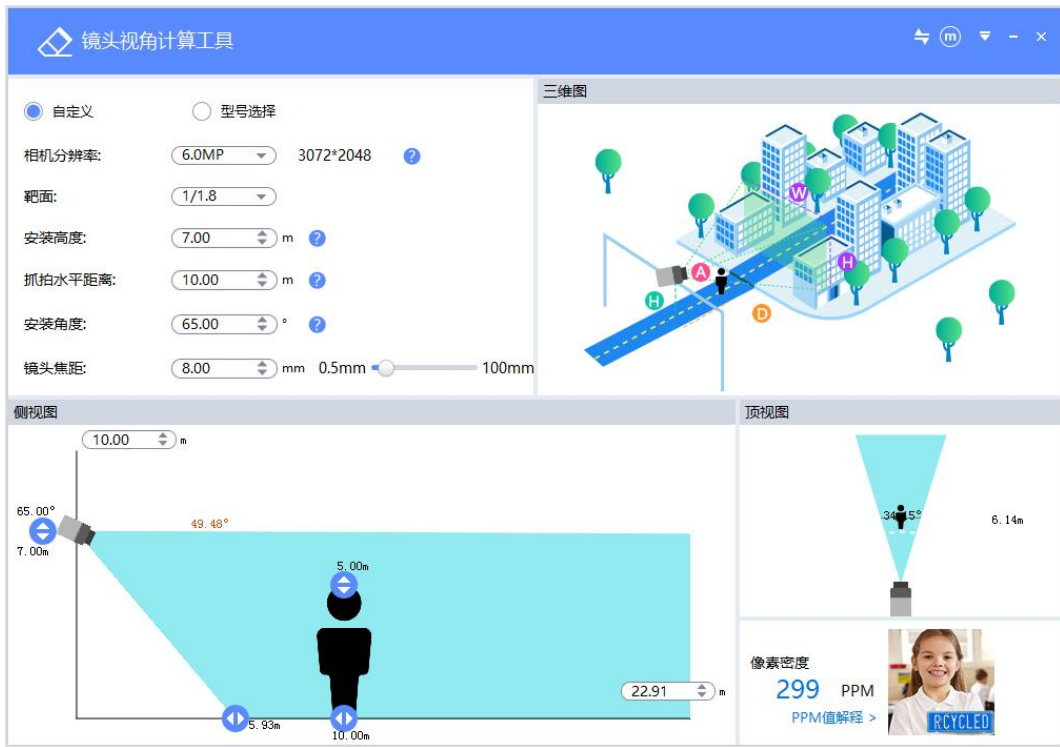 镜头视角计算工具
m
自定义 型号选择
相机分辨率: 6.0MP 3072*2048 ?
靶面: 1/1.8
安装高度: 7.00 m ?
抓拍水平距离: 10.00 m ?
安装角度: 65.00 ° ?
镜头焦距: 8.00 mm 0.5mm 100mm
三维图
W
H
A
H
D
侧视图
10.00 m
65.00°
49.48°
7.00m
5.00m
22.91 m
5.93m
10.00m
顶视图
6.14m
像素密度
299 PPM
PPM值解释 >
RCYCLED